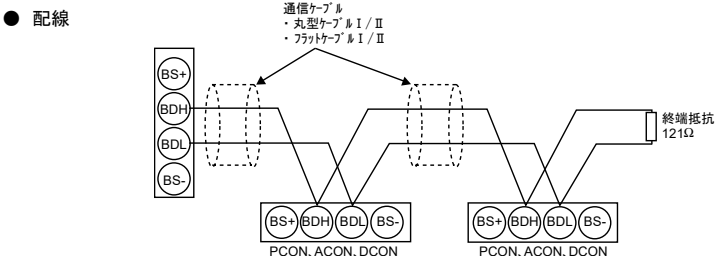 ● 配線
通信ケーブル
・丸型ケーブルⅠ/Ⅱ
・フラットケーブルⅠ/Ⅱ
BS+
BDH
BDL
BS-
終端抵抗
121Ω
BS+ BDH BDL BS-
PCON, ACON, DCON
BS+ BDH BDL BS-
PCON, ACON, DCON